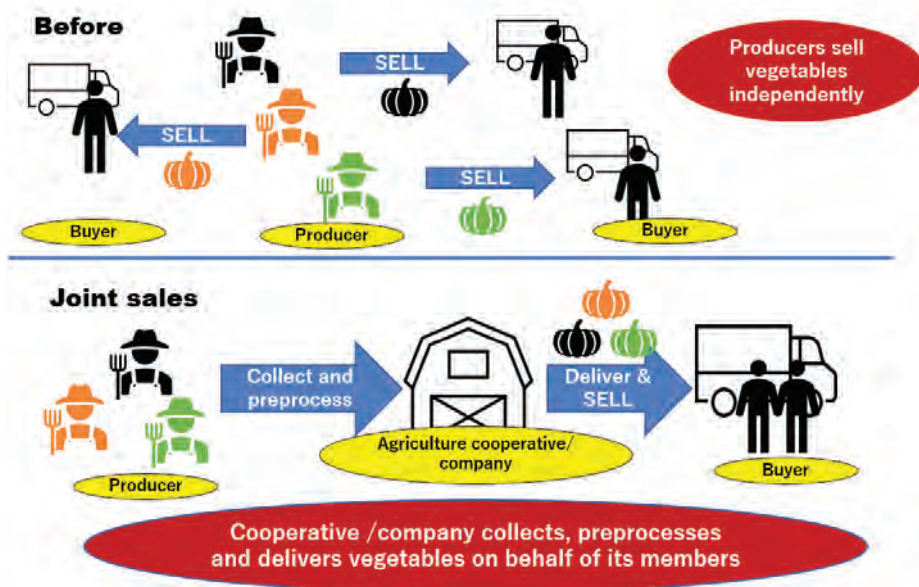 Before
SELL
Producers sell
vegetables
independently
SELL
SELL
Buyer
Producer
Buyer
Joint sales
Collect and
preprocess
Deliver &
SELL
Agriculture cooperative/
company
Producer
Buyer
Cooperative /company collects, preprocesses
and delivers vegetables on behalf of its members